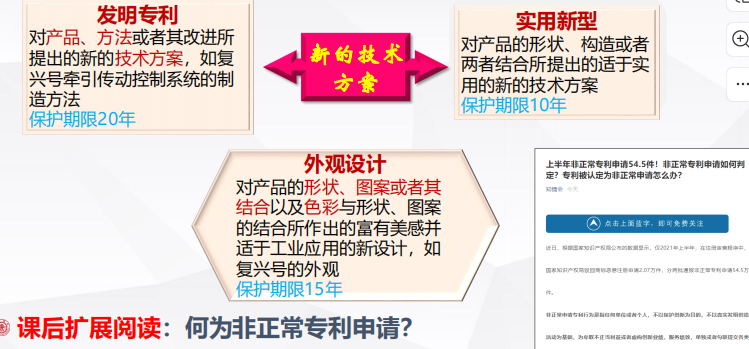 发明专利
对产品、方法或者其改进所
提出的新的技术方案，如复
兴号牵引传动控制系统的制
造方法
保护期限20年
新的技术
方案
实用新型
对产品的形状、构造或者
两者结合所提出的适于实
用的新的技术方案
保护期限10年
外观设计
对产品的形状、图案或者其
结合以及色彩与形状、图案
的结合所作出的富有美感并
适于工业应用的新设计，如
复兴号的外观
保护期限15年
上半年非正常专利申请54.5件！非正常专利申请如何判
定？专利被认定为非正常申请怎么办？
今天
点击上面蓝字，即可免费关注
近日，根据国家知识产权局公布的数据显示，仅2021年上半年，在注册审查程序中，
国家知识产权局驳回商标恶意注册申请2.07万件，分两批通报非正常专利申请54.5万
件。
非正常申请专利行为是指任何单位或者个人，不以保护创新为目的，不以真实发明创造
活动为基础，为牟取不正当利益或者虚构创新业绩、服务绩效，单独或者勾联提交各类
课后扩展阅读：何为非正常专利申请？